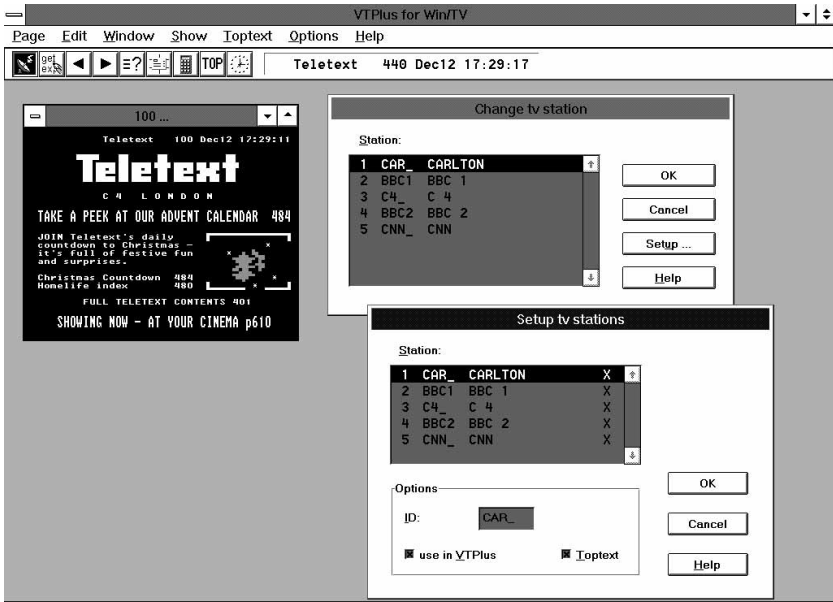 VTPlus for Win/TV
Page Edit Window Show Toptext Options Help
get ex TOP Teletext 440 Dec12 17:29:17
100 ...
Teletext 100 Dec12 17:29:11
Teletext
C4 LONDON
TAKE A PEEK AT OUR ADVENT CALENDAR 484
JOIN Teletext's daily
countdown to Christmas –
it's full of festive fun
and surprises.
Christmas Countdown 484
Homelife index 480
FULL TELETEXT CONTENTS 401
SHOWING NOW – AT YOUR CINEMA p610
Change tv station
Station:
1 CAR_ CARLTON
2 BBC1 BBC 1
3 C4_ C 4
4 BBC2 BBC 2
5 CNN_ CNN
OK
Cancel
Setup ...
Help
Setup tv stations
Station:
1 CAR_ CARLTON X
2 BBC1 BBC 1 X
3 C4_ C 4 X
4 BBC2 BBC 2 X
5 CNN_ CNN X
Options
ID: CAR_
use in VTPlus Toptext
OK
Cancel
Help